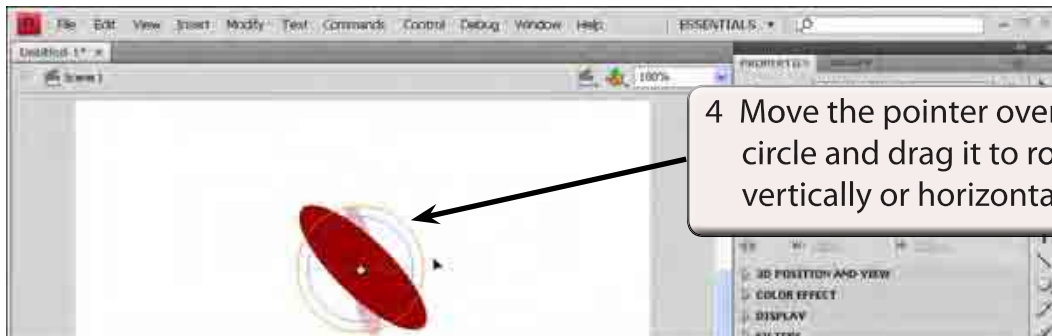 File Edit View Insert Modify Text Commands Control Debug Window Help ESSENTIALS
Untitled-1*
Scene 1 100%
PROPERTIES
4 Move the pointer over
circle and drag it to ro
vertically or horizonta
3D POSITION AND VIEW
COLOR EFFECT
DISPLAY
FILTERS